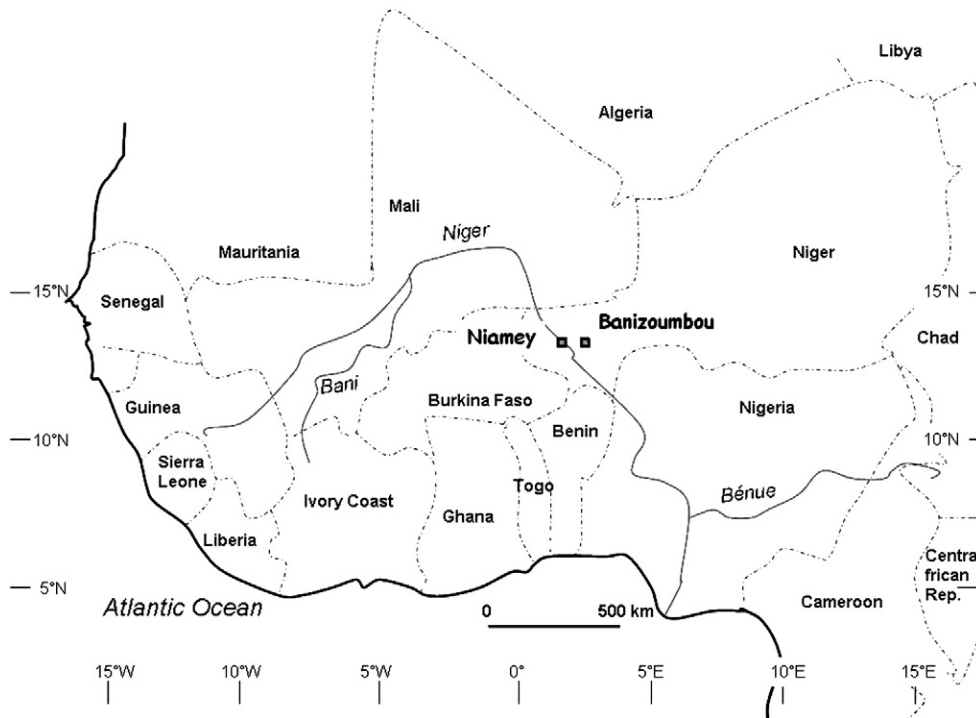 Libya
Algeria
Mali
Niger
Mauritania
Niger
15°N
Senegal
15°N
Niamey
Banizoumbou
Chad
Bani
Guinea
Burkina Faso
Nigeria
10°N
Benin
10°N
Sierra
Leone
Togo
Ivory Coast
Bénue
Ghana
Liberia
Centra
frican
Rep.
5°N
5°N
Atlantic Ocean
0
500 km
Cameroon
15°W
10°W
5°W
0°
5°E
10°E
15°E